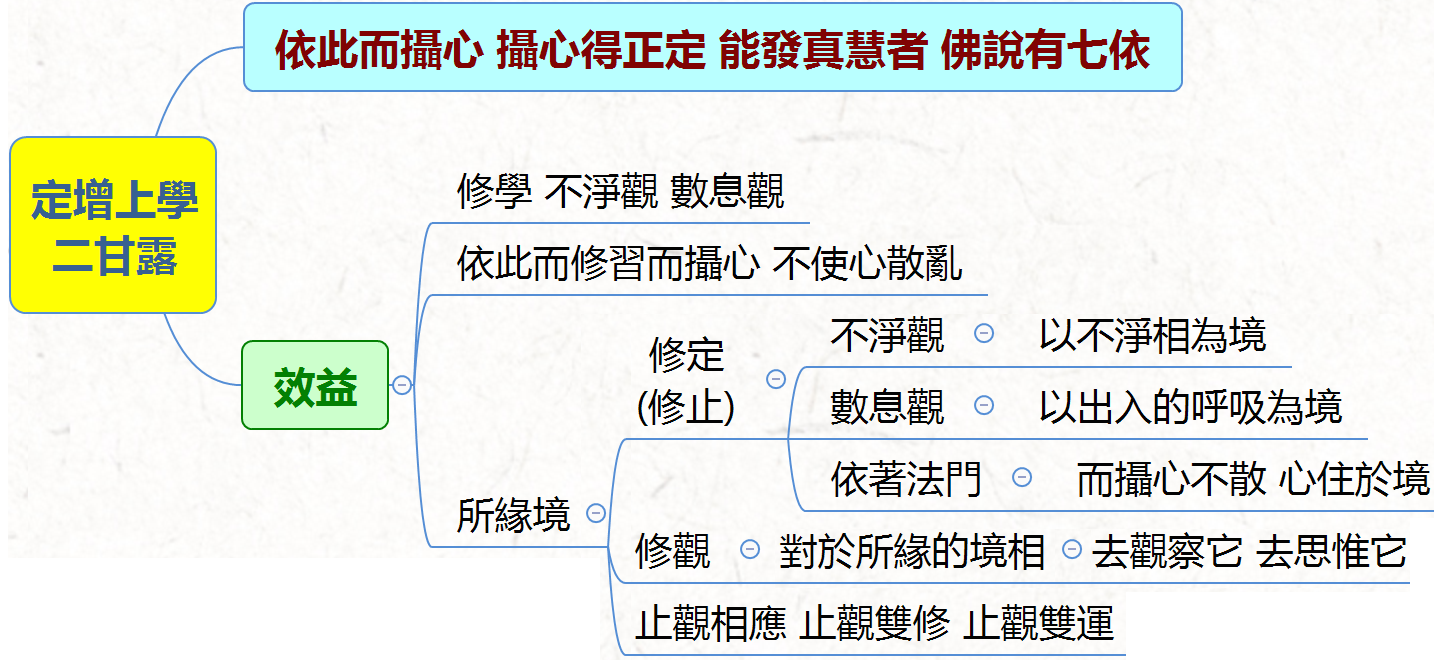 依此而攝心 攝心得正定 能發真慧者 佛說有七依
定增上學
二甘露
效益
修學 不淨觀 數息觀
依此而修習而攝心 不使心散亂
所緣境
修定
(修止)
不淨觀 以不淨相為境
數息觀 以出入的呼吸為境
依著法門 而攝心不散 心住於境
修觀 對於所緣的境相 去觀察它 去思惟它
止觀相應 止觀雙修 止觀雙運